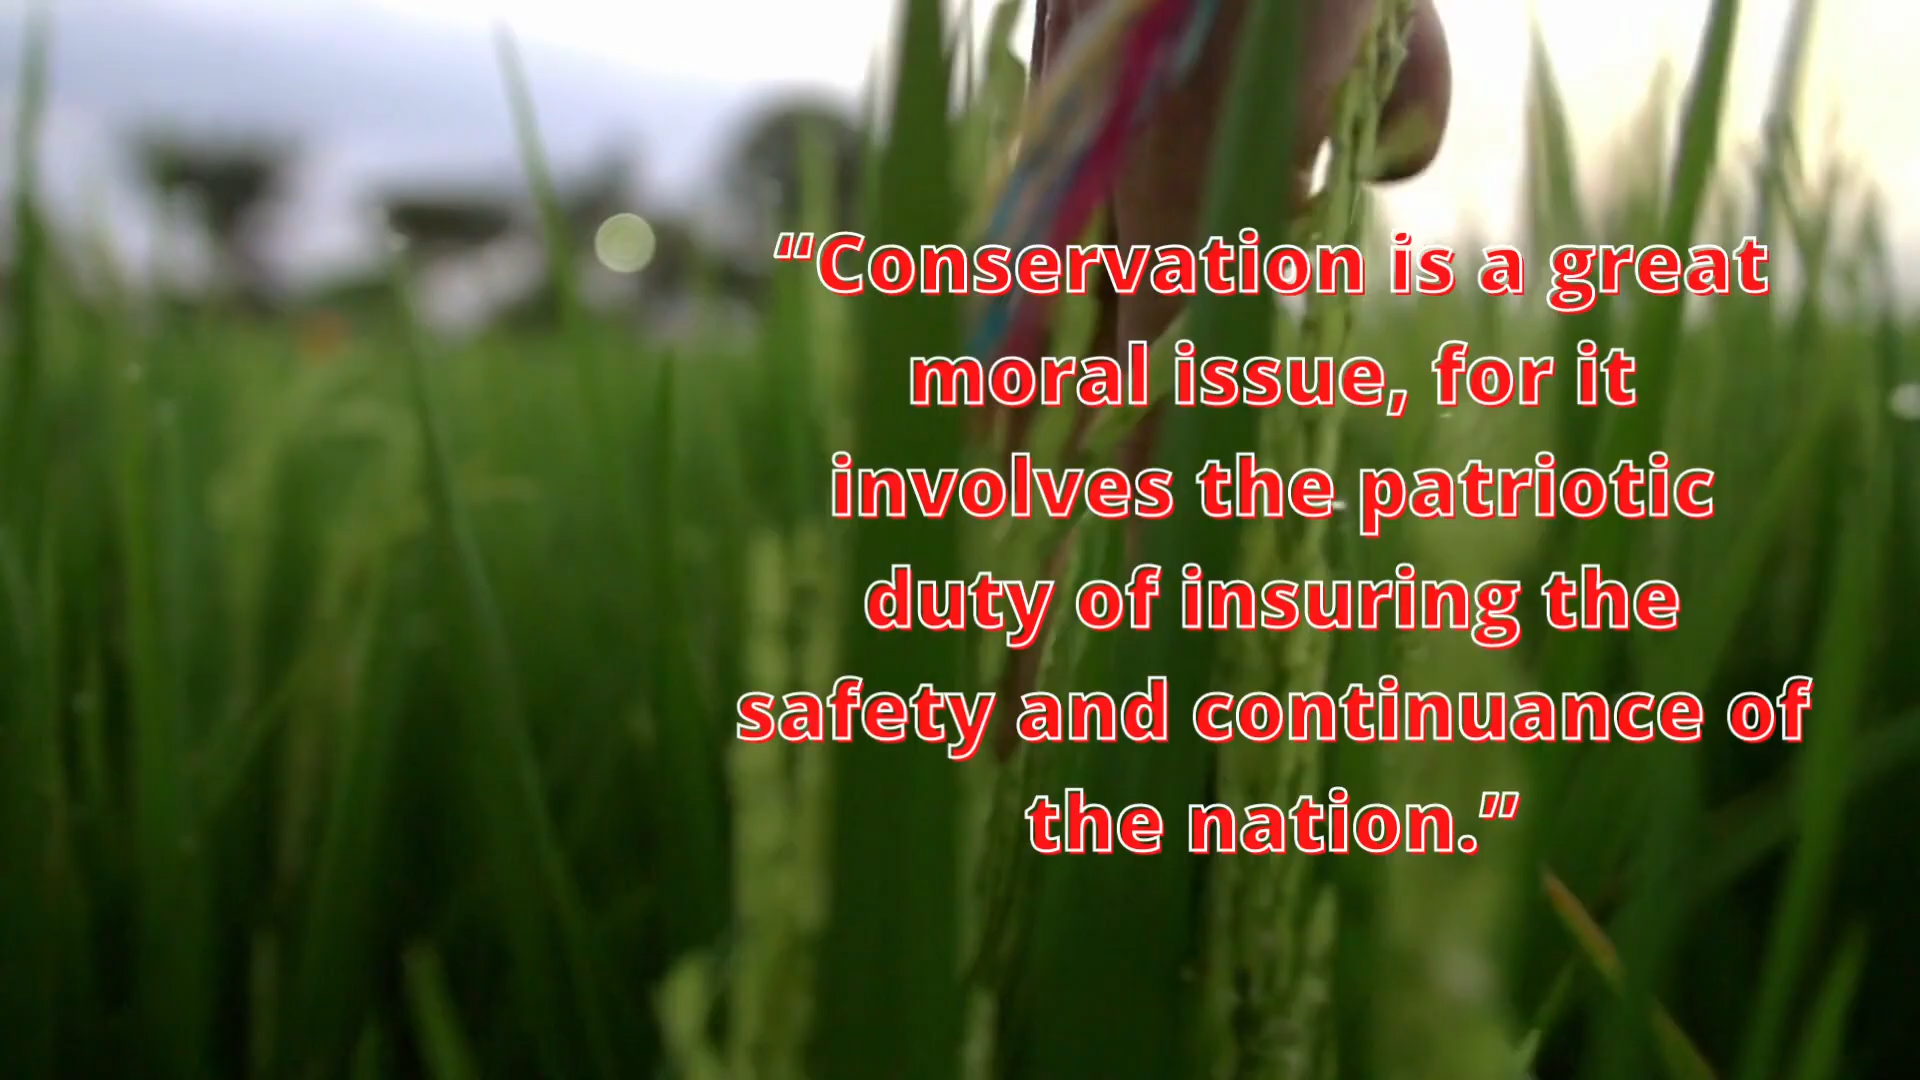 “Conservation is a great
moral issue, for it
involves the patriotic
duty of insuring the
safety and continuance of
the nation.”